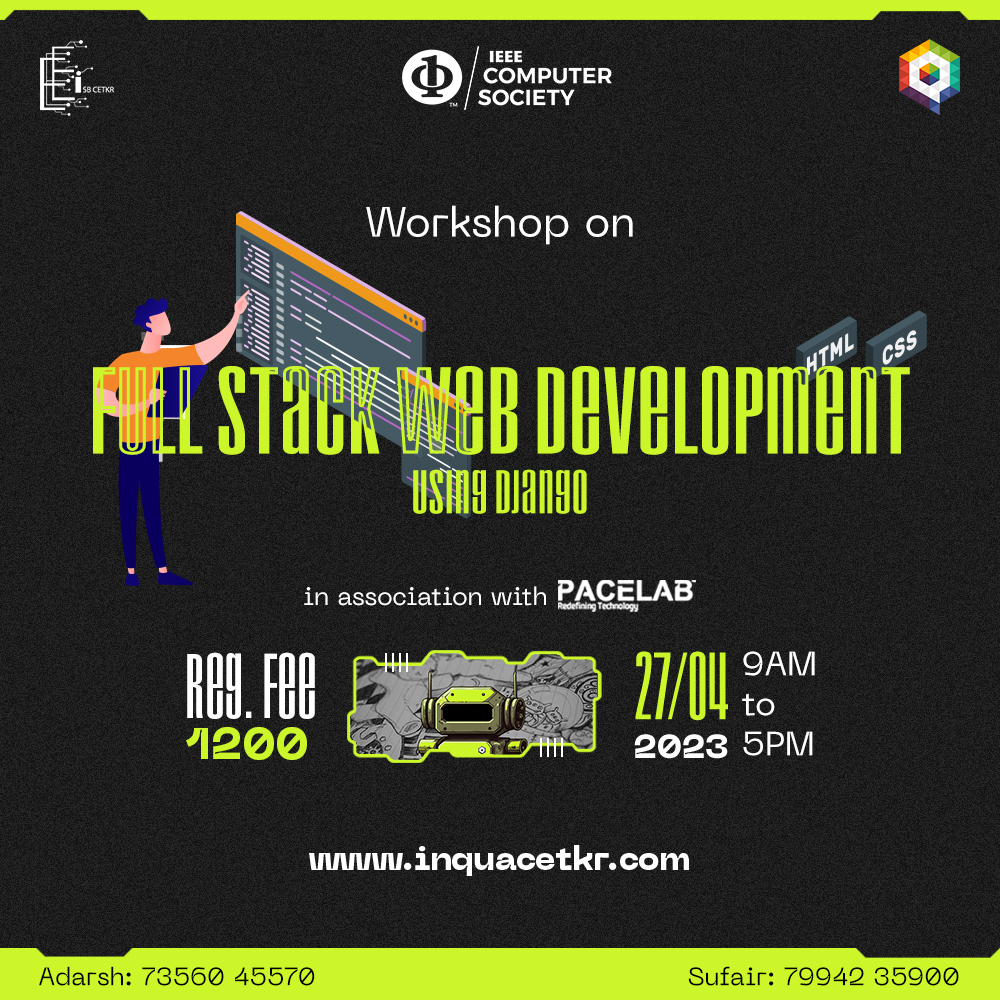 SB CETKR
IEEE
COMPUTER
SOCIETY
TM
Workshop on
HTML
CSS
FULL STACK WEB DEVELOPMENT
USING DJANGO
in association with PACELAB
Redefining Technology
Reg. Fee
1200
27/04
2023
9AM
to
5PM
www.inquacetkr.com
Adarsh: 73560 45570
Sufair: 79942 35900